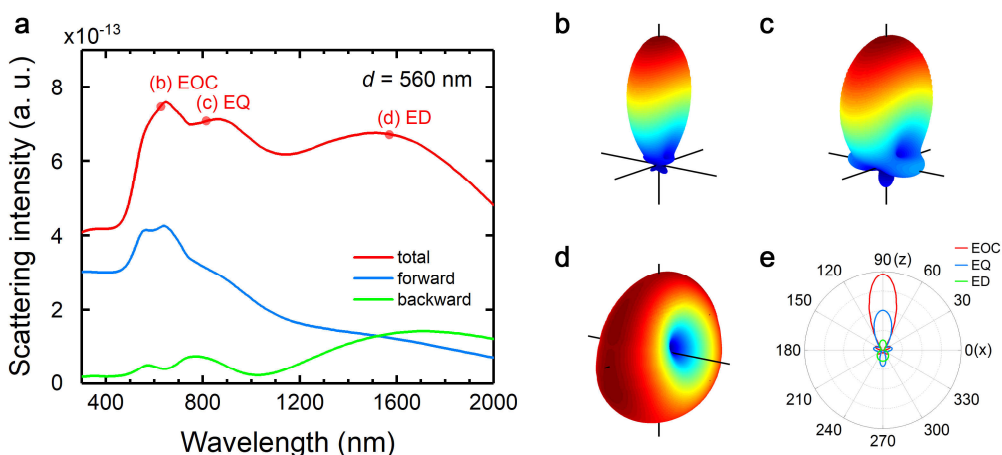 a
x10⁻¹³
d = 560 nm
(b) EOC
(c) EQ
(d) ED
8
6
4
2
0
total
forward
backward
400
800
1200
1600
2000
Scattering intensity (a. u.)
Wavelength (nm)
b
c
d
e
EOC
EQ
ED
90(z)
120
60
150
30
180
0(x)
210
330
240
300
270